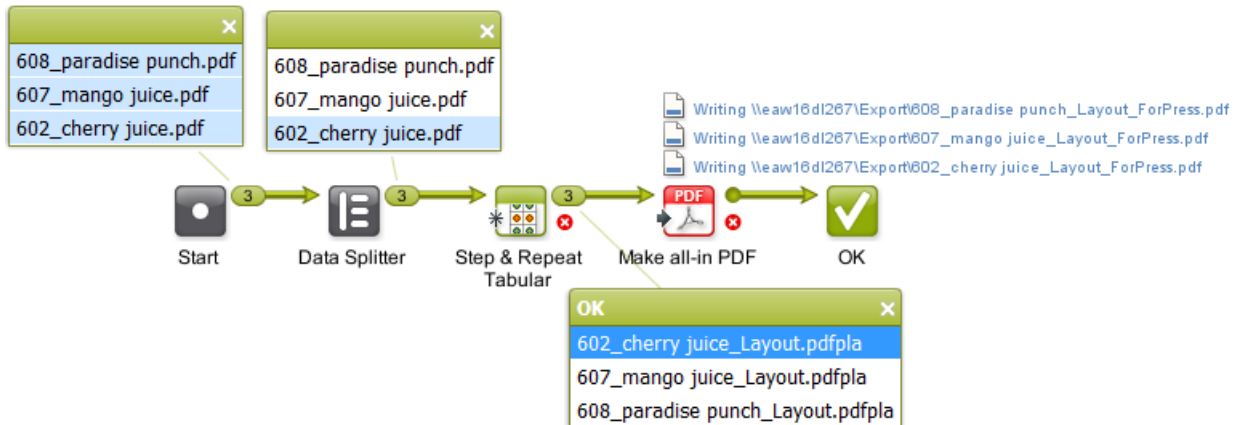 608_paradise punch.pdf
607_mango juice.pdf
602_cherry juice.pdf
608_paradise punch.pdf
607_mango juice.pdf
602_cherry juice.pdf
Writing \\eaw16dl267\Export\608_paradise punch_Layout_ForPress.pdf
Writing \\eaw16dl267\Export\607_mango juice_Layout_ForPress.pdf
Writing \\eaw16dl267\Export\602_cherry juice_Layout_ForPress.pdf
3
3
3
PDF
Start
Data Splitter
Step & Repeat
Tabular
Make all-in PDF
OK
OK
602_cherry juice_Layout.pdfpla
607_mango juice_Layout.pdfpla
608_paradise punch_Layout.pdfpla